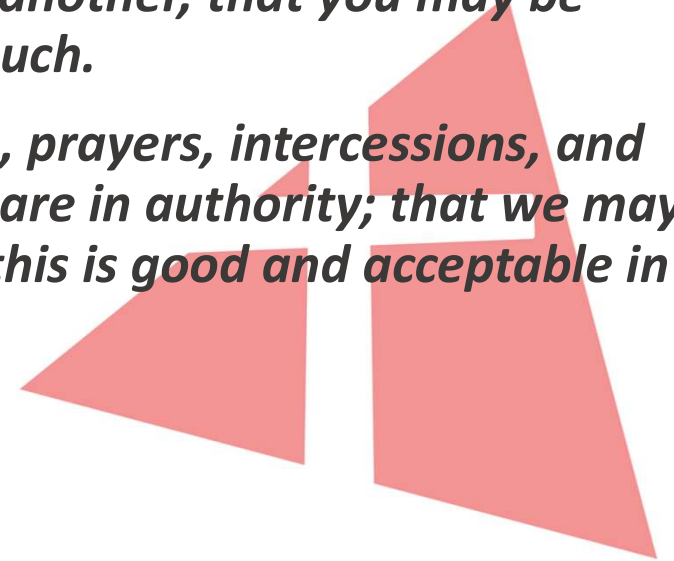 another, that you may be
uch.
, prayers, intercessions, and
are in authority; that we may
this is good and acceptable in